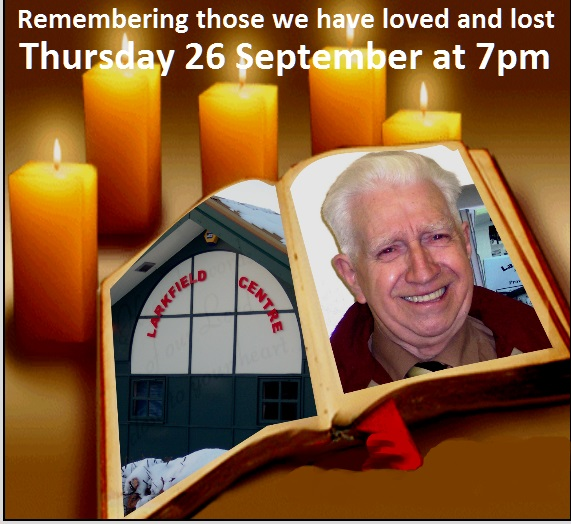 Remembering those we have loved and lost
Thursday 26 September at 7pm
LARKFIELD CENTRE